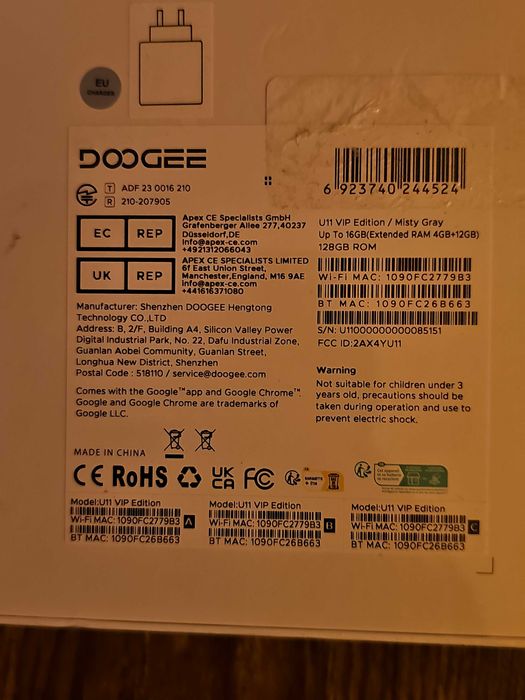 EU
CHARGER
DOOGEE
T ADF 23 0016 210
R 210-207905
EC REP
Apex CE Specialists GmbH
Grafenberger Allee 277,40237
Düsseldorf,DE
Info@apex-ce.com
+4921312066043
UK REP
APEX CE SPECIALISTS LIMITED
6f East Union Street,
Manchester,England, M16 9AE
info@apex-ce.com
+441616371080
Manufacturer: Shenzhen DOOGEE Hengtong
Technology CO.,LTD
Address: B, 2/F, Building A4, Silicon Valley Power
Digital Industrial Park, No. 22, Dafu Industrial Zone,
Guanlan Aobei Community, Guanlan Street,
Longhua New District, Shenzhen
Postal Code : 518110 / service@doogee.com
Comes with the Google™app and Google Chrome™.
Google and Google Chrome are trademarks of
Google LLC.
6 923740 244524
U11 VIP Edition / Misty Gray
Up To 16GB(Extended RAM 4GB+12GB)
128GB ROM
Wi-Fi MAC: 1090FC2779B3
BT MAC: 1090FC26B663
S/N: U11000000000085151
FCC ID:2AX4YU11
Warning
Not suitable for children under 3
years old, precautions should be
taken during operation and use to
prevent electric shock.
MADE IN CHINA
CE RoHS UK CA FC
Model:U11 VIP Edition
Wi-Fi MAC: 1090FC2779B3 A
BT MAC: 1090FC26B663
Model:U11 VIP Edition
Wi-Fi MAC: 1090FC2779B3 B
BT MAC: 1090FC26B663
Model:U11 VIP Edition
Wi-Fi MAC: 1090FC2779B3 C
BT MAC: 1090FC26B663